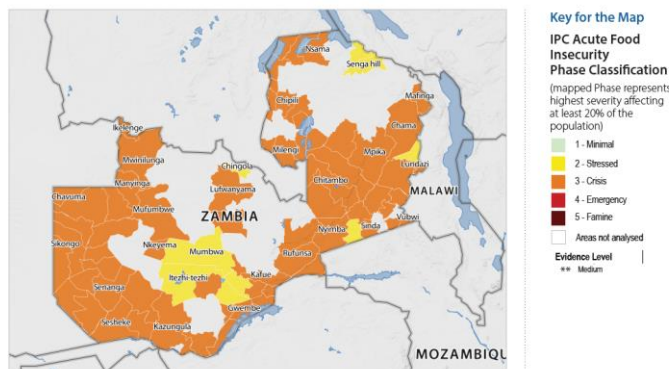 Nsama
Senga hill
Chipili
Mafinga
Chama
Ikelenge
Milengi
Mpika
Mwinilunga
Chingola
Lundazi
Manyinga
Lufwanyama
Chitambo
MALAWI
Chavuma
Mufumbwe
ZAMBIA
Vubwi
Sikongo
Nkeyema
Mumbwa
Nyimba
Sinda
Rufunsa
Itezhi-tezhi
Kafue
Senanga
Gwembe
Sesheke
Kazungula
MOZAMBIQU
Key for the Map
IPC Acute Food
Insecurity
Phase Classification
(mapped Phase represents
highest severity affecting
at least 20% of the
population)
1 - Minimal
2 - Stressed
3 - Crisis
4 - Emergency
5 - Famine
Areas not analysed
Evidence Level
** Medium